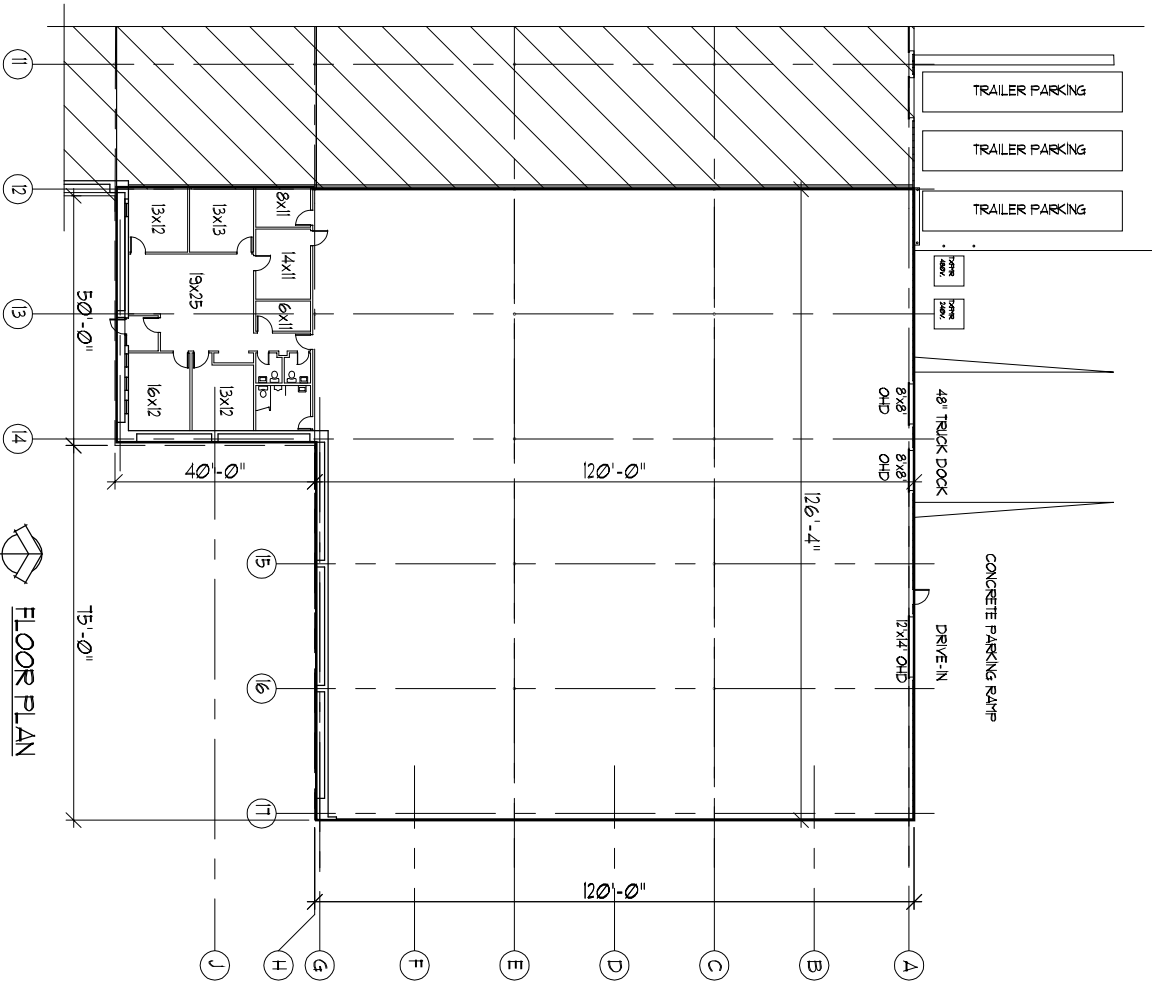 TRAILER PARKING
TRAILER PARKING
TRAILER PARKING
11
12
13
14
15
16
17
8x11
13x13
13x12
14x11
19x25
6x11
16x12
13x12
50'-0"
75'-0"
40'-0"
120'-0"
126'-4"
120'-0"
8'x8'
OHD
8'x8'
OHD
48" TRUCK DOCK
12'x14' OHD
DRIVE-IN
CONCRETE PARKING RAMP
J
H
G
F
E
D
C
B
A
FLOOR PLAN